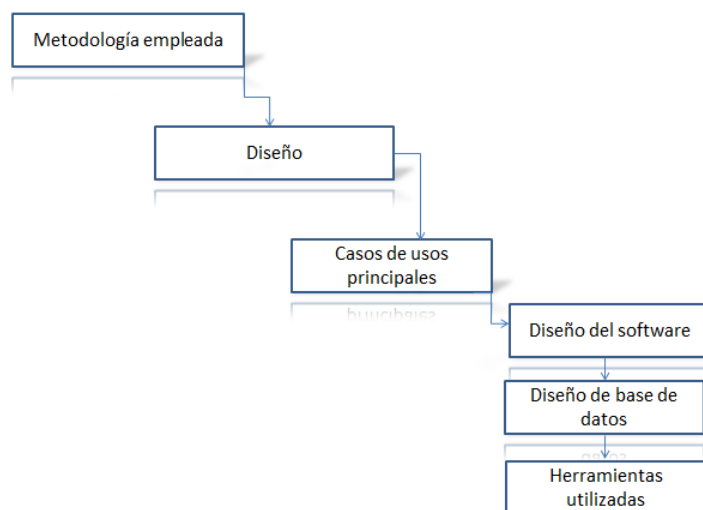 Metodología empleada
Diseño
Casos de usos
principales
Diseño del software
Diseño de base de
datos
Herramientas
utilizadas